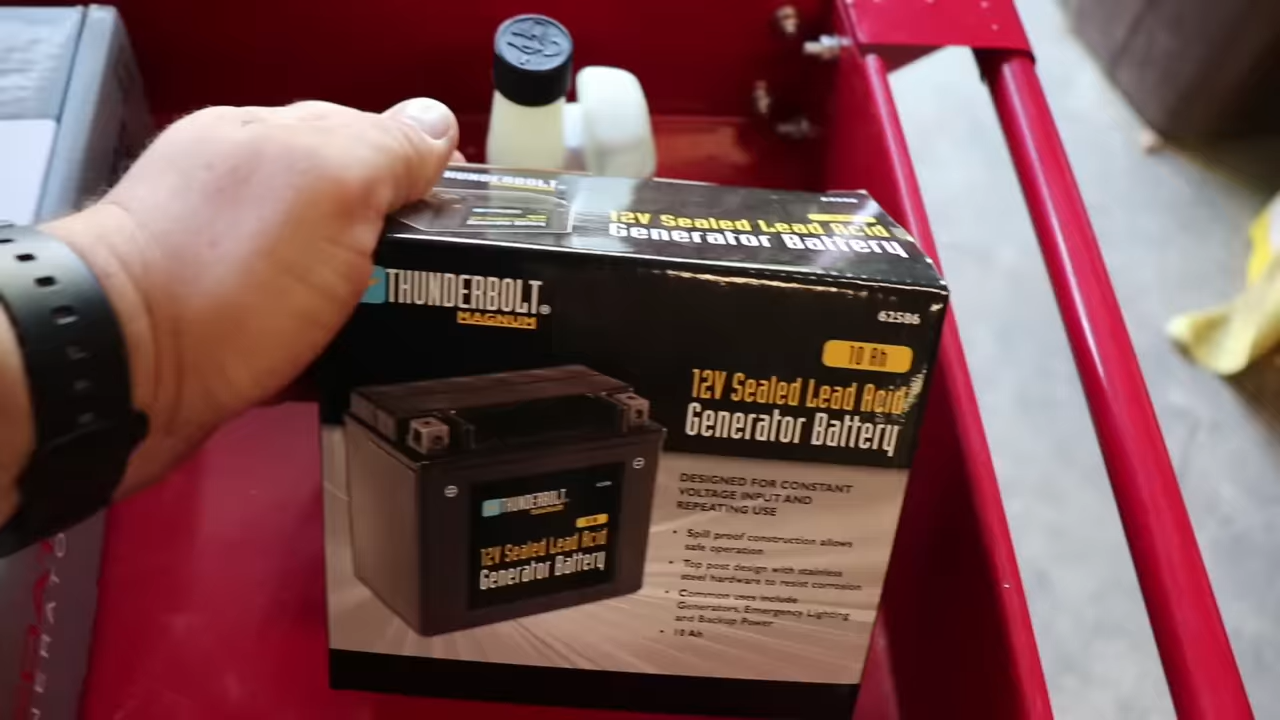 THUNDERBOLT
12V Sealed Lead Acid
Generator Battery
THUNDERBOLT®
MAGNUM
62586
10 Ah
12V Sealed Lead Acid
Generator Battery
DESIGNED FOR CONSTANT
VOLTAGE INPUT AND
REPEATING USE
• Spill proof construction allows
safe operation
• Top post design with stainless
steel hardware to resist corrosion
• Common uses include
Generators, Emergency Lighting
and Backup Power
• 10 Ah
THUNDERBOLT
12V Sealed Lead Acid
Generator Battery